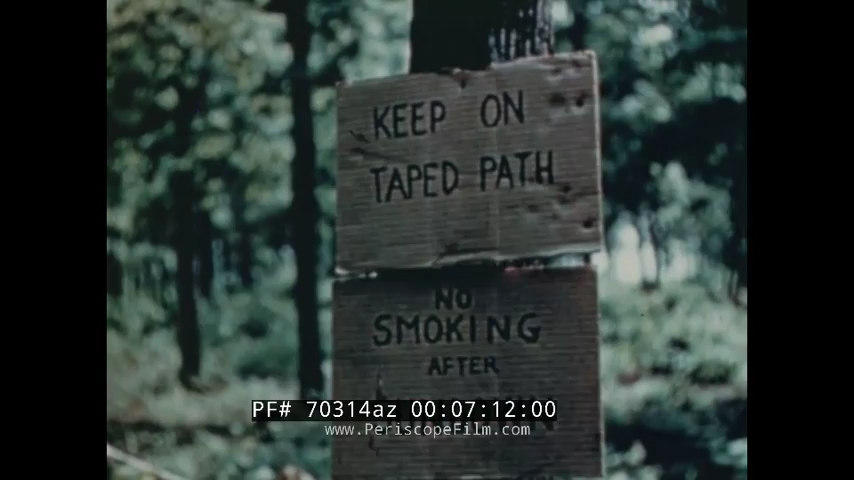 KEEP ON
TAPED PATH
NO
SMOKING
AFTER
PF# 70314az 00:07:12:00
www.PeriscopeFilm.com